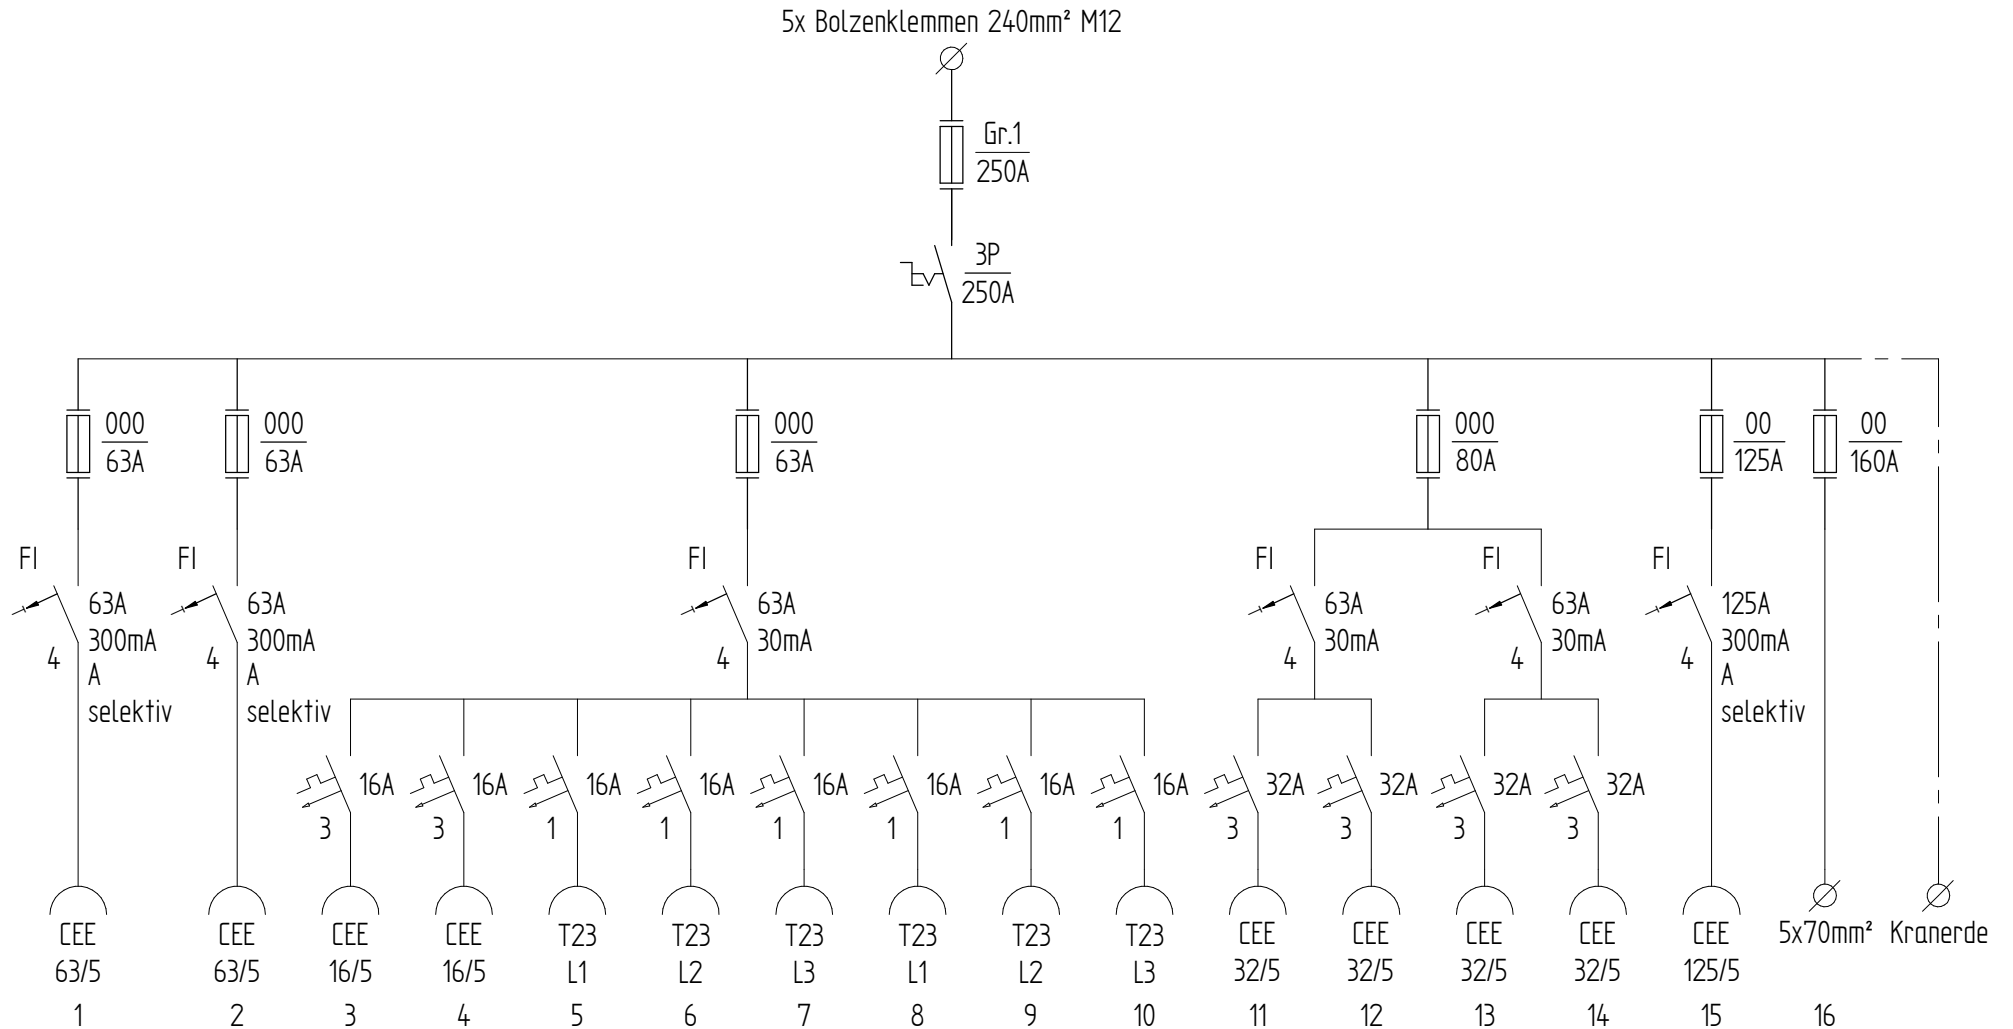 5x Bolzenklemmen 240mm² M12
Gr.1
250A
3P
250A
000
63A
000
63A
000
63A
000
80A
00
125A
00
160A
FI
63A
300mA
4
A
selektiv
FI
63A
300mA
4
A
selektiv
FI
63A
30mA
4
FI
63A
30mA
4
FI
63A
30mA
4
FI
125A
300mA
4
A
selektiv
16A
3
16A
3
16A
1
16A
1
16A
1
16A
1
16A
1
16A
1
32A
3
32A
3
32A
3
32A
3
CEE
63/5
1
CEE
63/5
2
CEE
16/5
3
CEE
16/5
4
T23
L1
5
T23
L2
6
T23
L3
7
T23
L1
8
T23
L2
9
T23
L3
10
CEE
32/5
11
CEE
32/5
12
CEE
32/5
13
CEE
32/5
14
CEE
125/5
15
5x70mm²
16
Kranerde